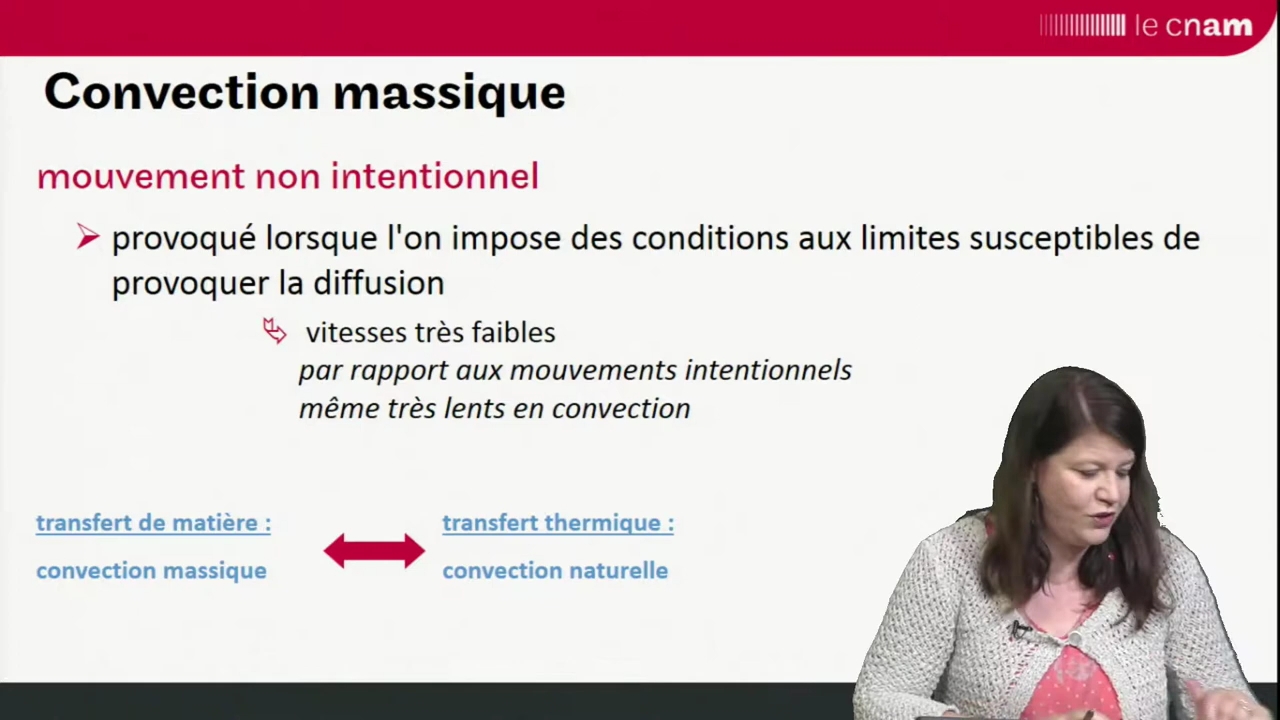 le cnam
Convection massique
mouvement non intentionnel
provoqué lorsque l'on impose des conditions aux limites susceptibles de
provoquer la diffusion
vitesses très faibles
par rapport aux mouvements intentionnels
même très lents en convection
transfert de matière :
transfert thermique :
convection massique
convection naturelle